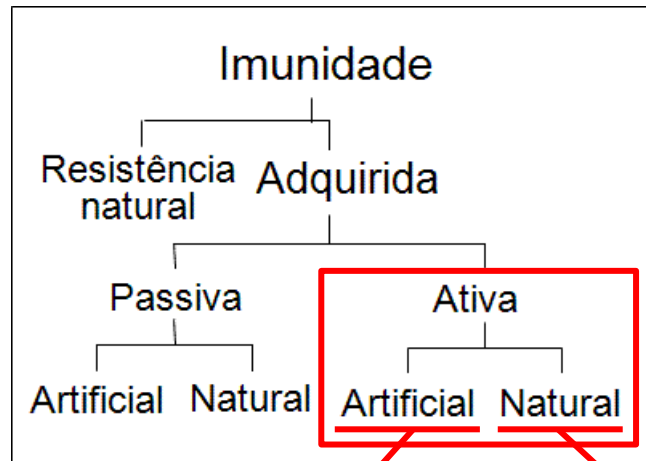 Imunidade
Resistência
natural
Adquirida
Passiva
Ativa
Artificial
Natural
Artificial
Natural